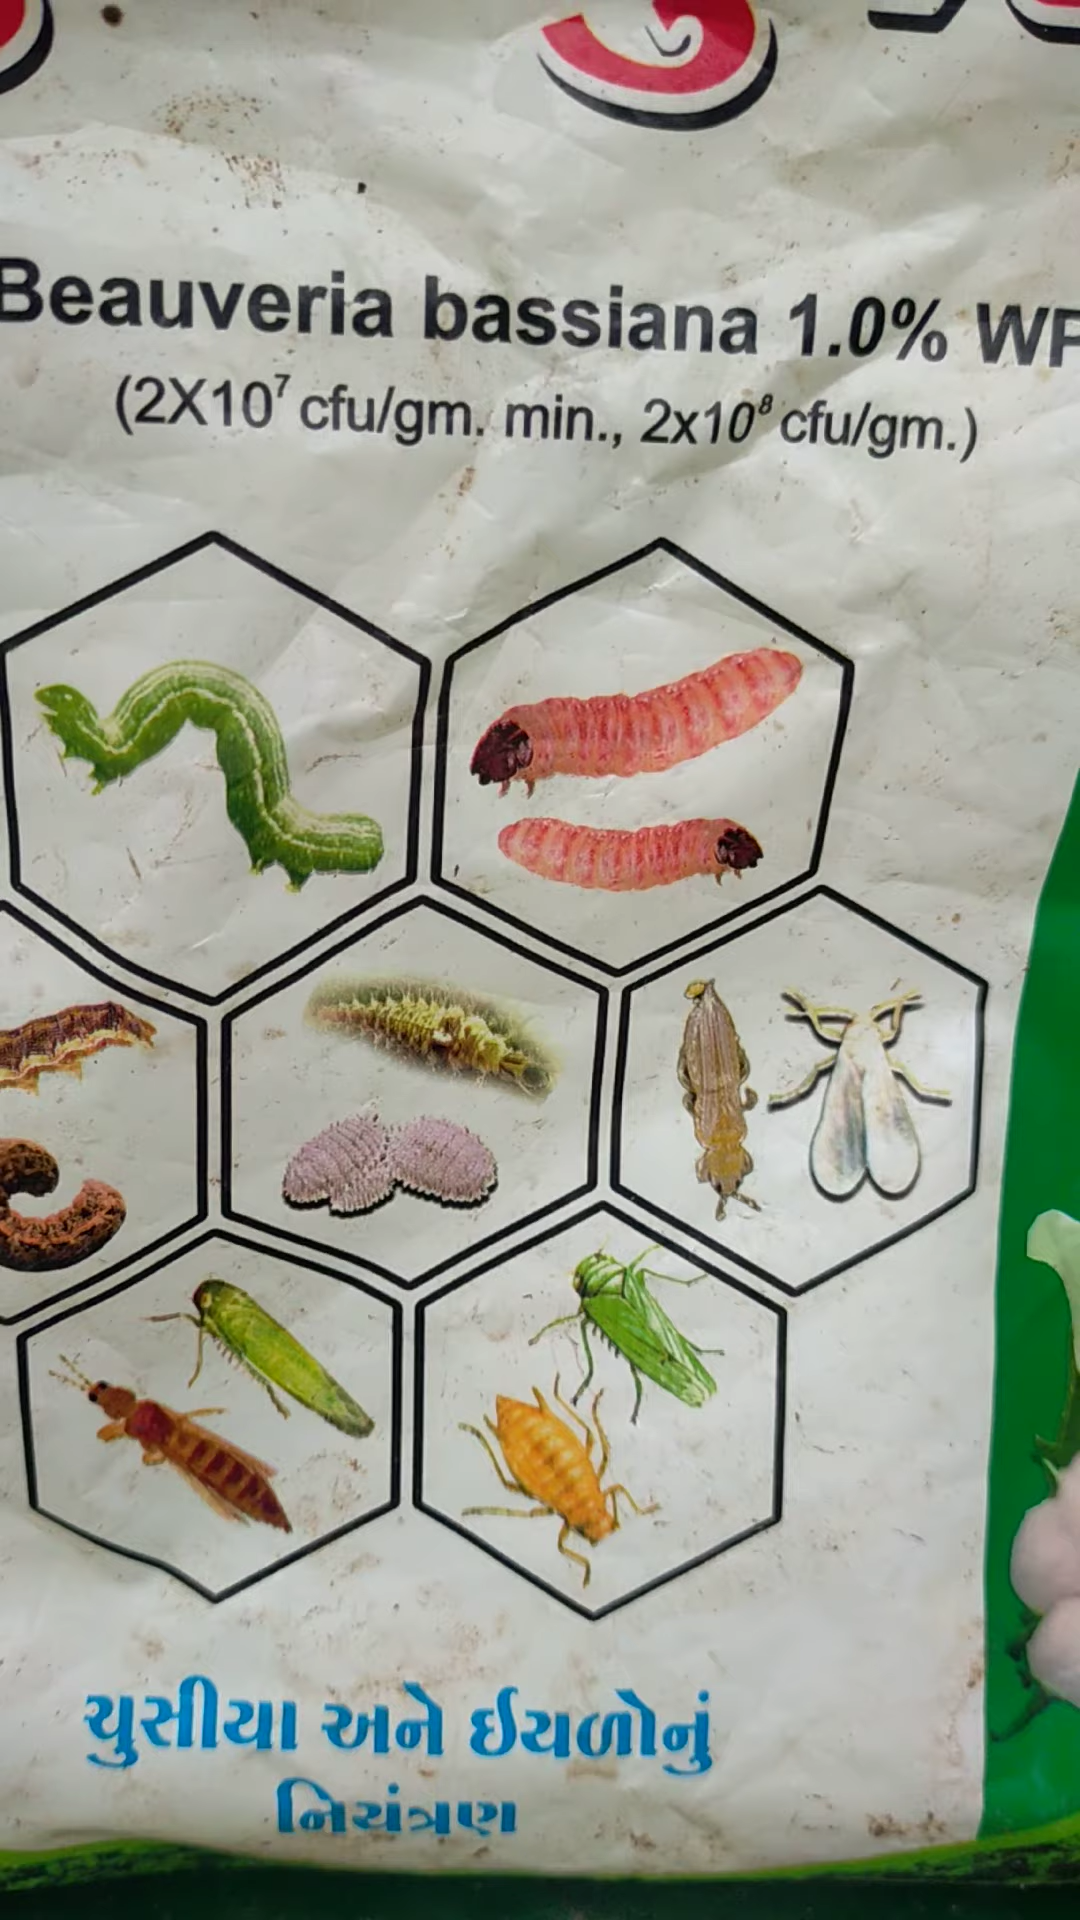 Beauveria bassiana 1.0% WP
(2X10⁷ cfu/gm. min., 2x10⁸ cfu/gm.)
ચુસીયા અને ઈયળોનું
નિયંત્રણ